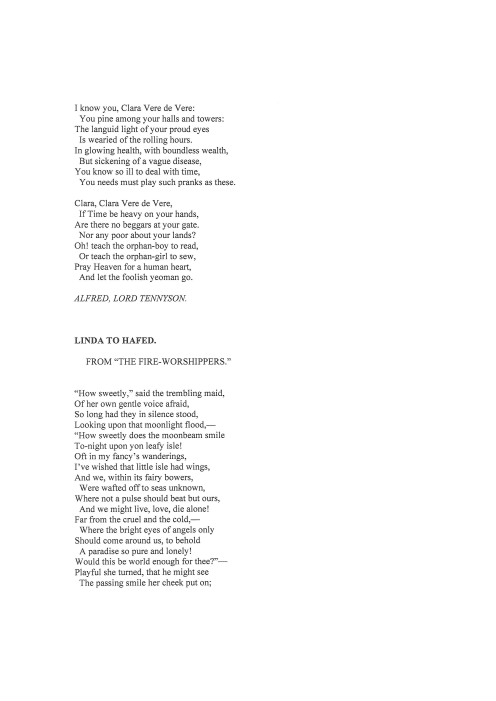 I know you, Clara Vere de Vere:
You pine among your halls and towers:
The languid light of your proud eyes
Is wearied of the rolling hours.
In glowing health, with boundless wealth,
But sickening of a vague disease,
You know so ill to deal with time,
You needs must play such pranks as these.
Clara, Clara Vere de Vere,
If Time be heavy on your hands,
Are there no beggars at your gate.
Nor any poor about your lands?
Oh! teach the orphan-boy to read,
Or teach the orphan-girl to sew,
Pray Heaven for a human heart,
And let the foolish yeoman go.
ALFRED, LORD TENNYSON.
LINDA TO HAFED.
FROM “THE FIRE-WORSHIPPERS.”
“How sweetly,” said the trembling maid,
Of her own gentle voice afraid,
So long had they in silence stood,
Looking upon that moonlight flood,—
“How sweetly does the moonbeam smile
To-night upon yon leafy isle!
Oft in my fancy’s wanderings,
I’ve wished that little isle had wings,
And we, within its fairy bowers,
Were wafted off to seas unknown,
Where not a pulse should beat but ours,
And we might live, love, die alone!
Far from the cruel and the cold,—
Where the bright eyes of angels only
Should come around us, to behold
A paradise so pure and lonely!
Would this be world enough for thee?”—
Playful she turned, that he might see
The passing smile her cheek put on;